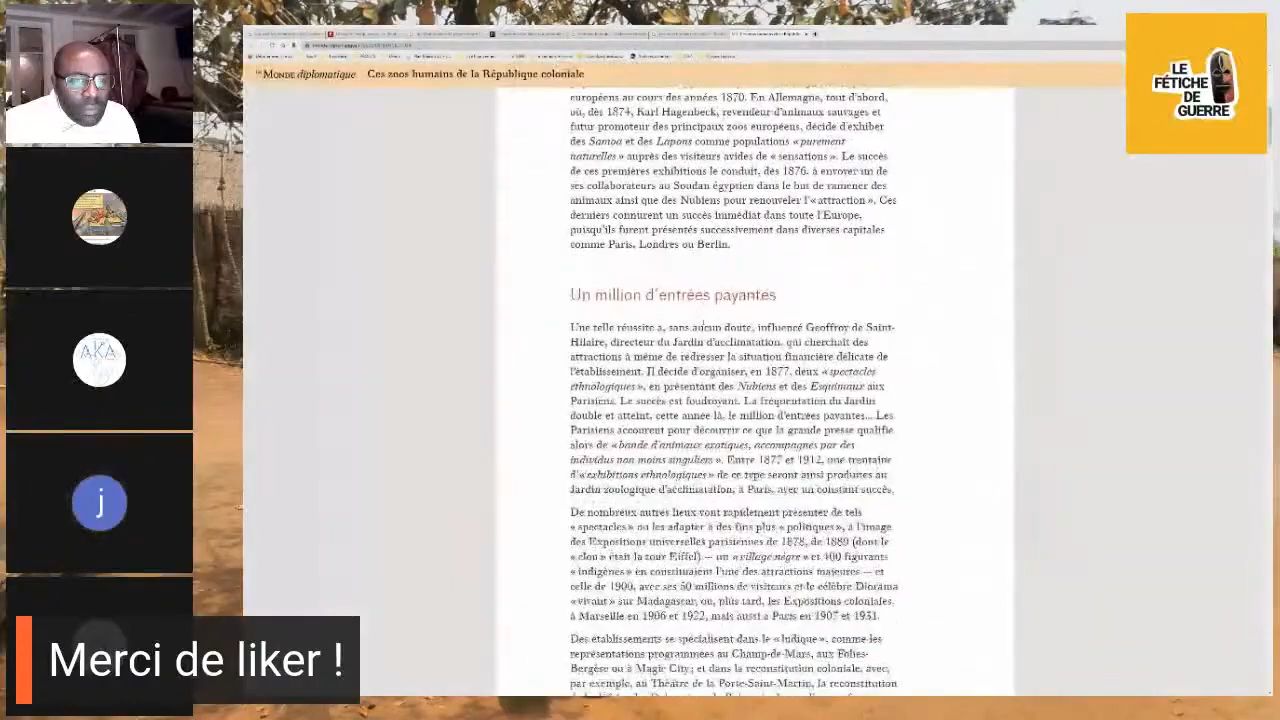 LE
FÉTICHE
DE
GUERRE
LE MONDE diplomatique Ces zoos humains de la République coloniale
européens au cours des années 1870. En Allemagne, tout d'abord,
où, dès 1874, Karl Hagenbeck, revendeur d'animaux sauvages et
futur promoteur des principaux zoos européens, décide d'exhiber
des Samoa et des Lapons comme populations « purement
naturelles » auprès des visiteurs avides de « sensations ». Le succès
de ces premières exhibitions le conduit, dès 1876, à envoyer un de
ses collaborateurs au Soudan égyptien dans le but de ramener des
animaux ainsi que des Nubiens pour renouveler l'« attraction ». Ces
derniers connurent un succès immédiat dans toute l'Europe,
puisqu'ils furent présentés successivement dans diverses capitales
comme Paris, Londres ou Berlin.
Un million d'entrées payantes
Une telle réussite a, sans aucun doute, influencé Geoffroy de Saint-
Hilaire, directeur du Jardin d'acclimatation, qui cherchait des
attractions à même de redresser la situation financière délicate de
l'établissement. Il décide d'organiser, en 1877, deux « spectacles
ethnologiques », en présentant des Nubiens et des Esquimaux aux
Parisiens. Le succès est foudroyant. La fréquentation du Jardin
double et atteint, cette année-là, le million d'entrées payantes... Les
Parisiens accourent pour découvrir ce que la grande presse qualifie
alors de « bande d'animaux exotiques, accompagnés par des
individus non moins singuliers ». Entre 1877 et 1912, une trentaine
d'« exhibitions ethnologiques » de ce type seront ainsi produites au
Jardin zoologique d'acclimatation, à Paris, avec un constant succès.
De nombreux autres lieux vont rapidement présenter de tels
« spectacles » ou les adapter à des fins plus « politiques », à l'image
des Expositions universelles parisiennes de 1878, de 1889 (dont le
« clou » était la tour Eiffel) — un « village nègre » et 400 figurants
« indigènes » en constituaient l'une des attractions majeures — et
celle de 1900, avec ses 50 millions de visiteurs et le célèbre Diorama
« vivant » sur Madagascar, ou, plus tard, les Expositions coloniales,
à Marseille en 1906 et 1922, mais aussi à Paris en 1907 et 1931.
Des établissements se spécialisent dans le « ludique », comme les
représentations programmées au Champ-de-Mars, aux Folies-
Bergère ou à Magic City ; et dans la reconstitution coloniale, avec,
par exemple, au Théâtre de la Porte-Saint-Martin, la reconstitution
AKA
j
Merci de liker !